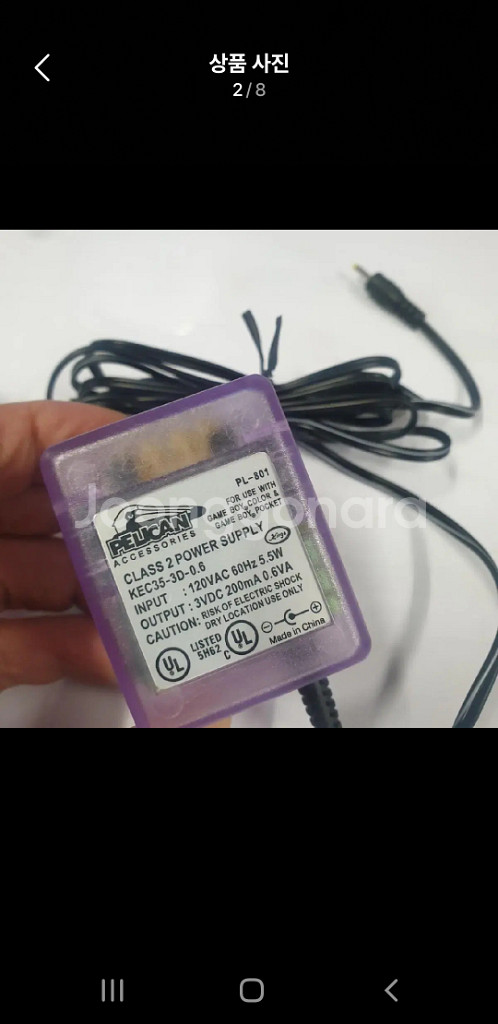 상품 사진
2/8
PL-801
FOR USE WITH
GAME BOY, COLOR &
GAME BOY, POCKET
PELICAN
ACCESSORIES
CLASS 2 POWER SUPPLY
KEC35-3D-0.6
INPUT : 120VAC 60Hz 5.5W
OUTPUT : 3VDC 200mA 0.6VA
CAUTION: RISK OF ELECTRIC SHOCK
DRY LOCATION USE ONLY
UL
LISTED
5H62
C UL
Made in China
Joonggonara